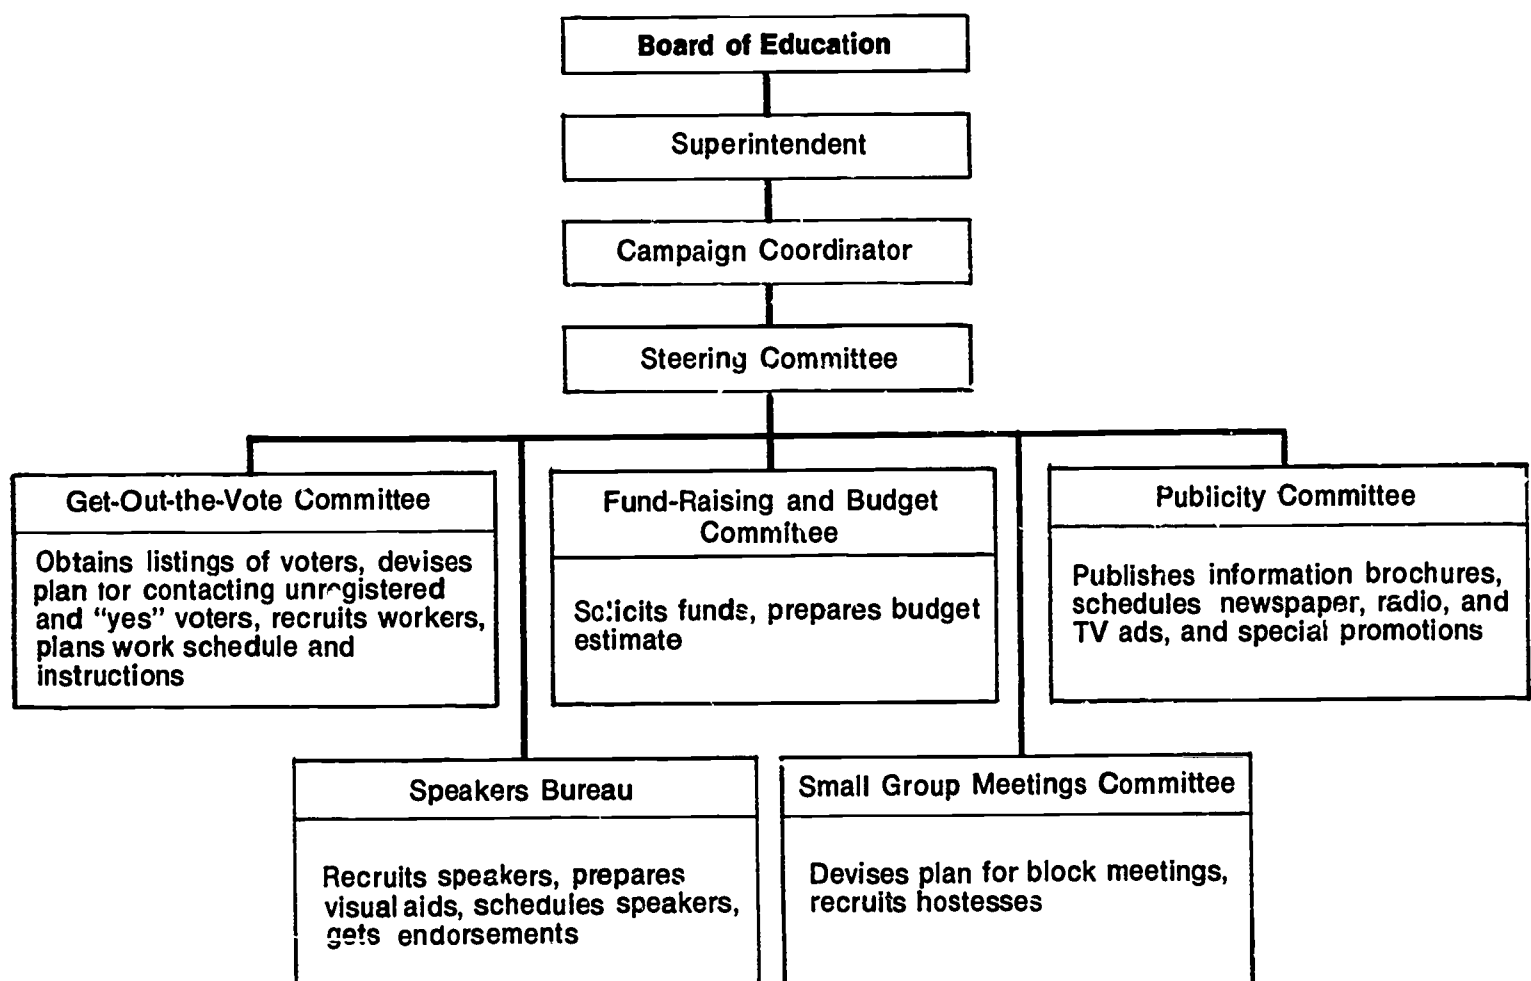 Board of Education
Superintendent
Campaign Coordinator
Steering Committee
Get-Out-the-Vote Committee
Obtains listings of voters, devises
plan for contacting unregistered
and “yes” voters, recruits workers,
plans work schedule and
instructions
Fund-Raising and Budget
Committee
Solicits funds, prepares budget
estimate
Publicity Committee
Publishes information brochures,
schedules newspaper, radio, and
TV ads, and special promotions
Speakers Bureau
Recruits speakers, prepares
visual aids, schedules speakers,
gets endorsements
Small Group Meetings Committee
Devises plan for block meetings,
recruits hostesses